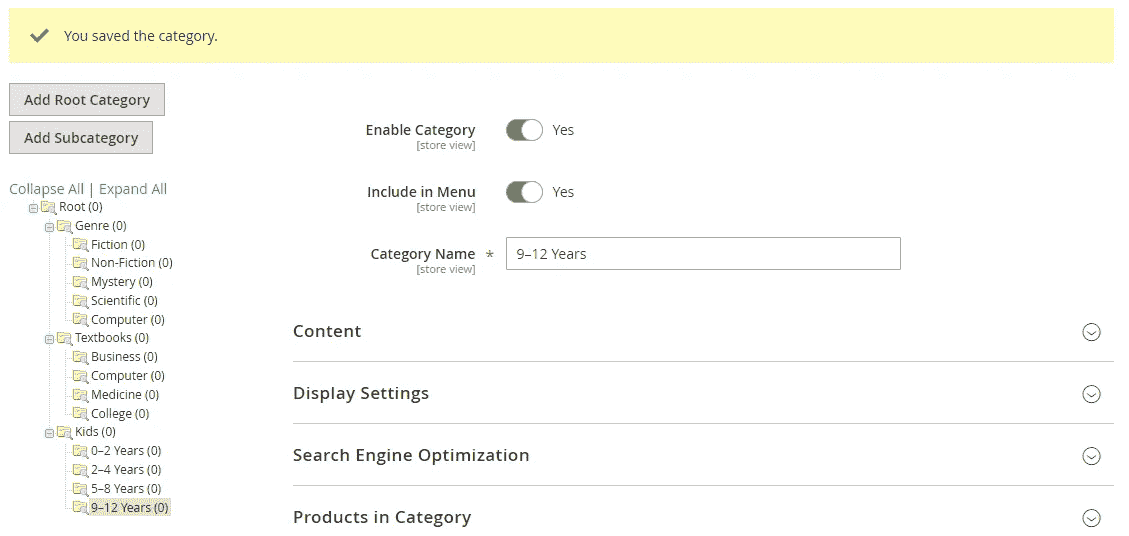 You saved the category.
Add Root Category
Add Subcategory
Collapse All | Expand All
Root (0)
Genre (0)
Fiction (0)
Non-Fiction (0)
Mystery (0)
Scientific (0)
Computer (0)
Textbooks (0)
Business (0)
Computer (0)
Medicine (0)
College (0)
Kids (0)
0–2 Years (0)
2–4 Years (0)
5–8 Years (0)
9–12 Years (0)
Enable Category Yes
[store view]
Include in Menu Yes
[store view]
Category Name * 9–12 Years
[store view]
Content
Display Settings
Search Engine Optimization
Products in Category